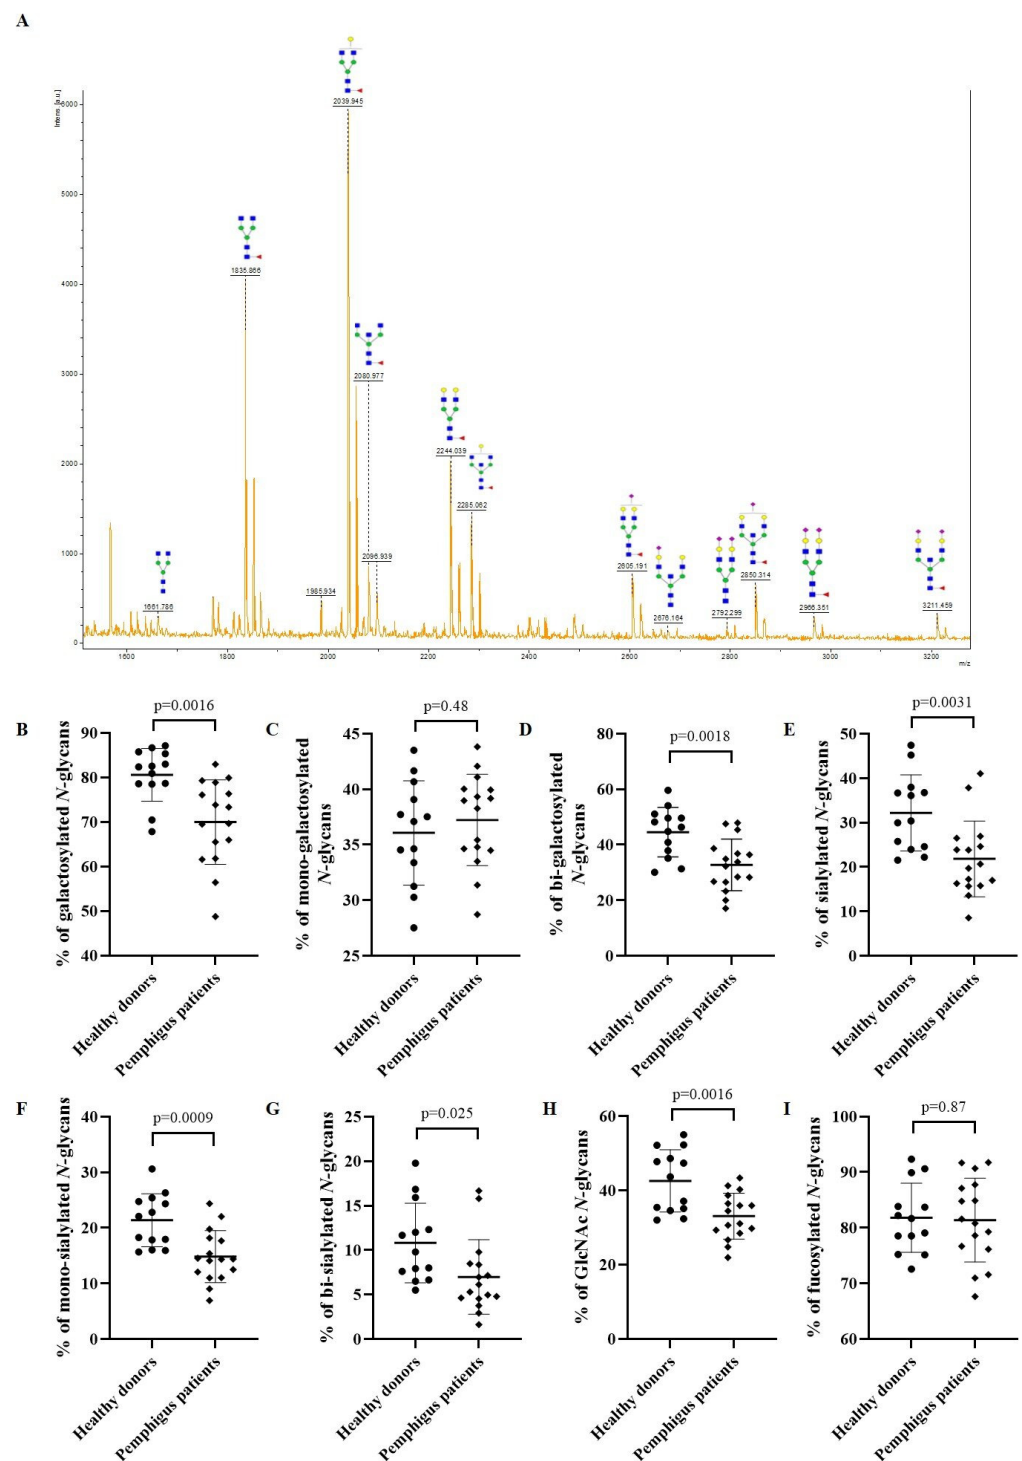 A
Intens. [a.u.]
6000
5000
4000
3000
2000
1000
0
2039.945
1835.866
2080.977
2244.039
2285.062
2096.939
1985.934
1661.786
2605.191
2676.164
2792.299
2850.314
2966.351
3211.459
1600 1800 2000 2200 2400 2600 2800 3000 3200
m/z
B
% of galactosylated N-glycans
p=0.0016
90
80
70
60
50
40
Healthy donors
Pemphigus patients
C
% of mono-galactosylated
N-glycans
p=0.48
45
40
35
30
25
Healthy donors
Pemphigus patients
D
% of bi-galactosylated
N-glycans
p=0.0018
80
60
40
20
0
Healthy donors
Pemphigus patients
E
% of sialylated N-glycans
p=0.0031
50
40
30
20
10
0
Healthy donors
Pemphigus patients
F
% of mono-sialylated N-glycans
p=0.0009
40
30
20
10
0
Healthy donors
Pemphigus patients
G
% of bi-sialylated N-glycans
p=0.025
25
20
15
10
5
0
Healthy donors
Pemphigus patients
H
% of GlcNAc N-glycans
p=0.0016
60
40
20
0
Healthy donors
Pemphigus patients
I
% of fucosylated N-glycans
p=0.87
100
90
80
70
60
Healthy donors
Pemphigus patients